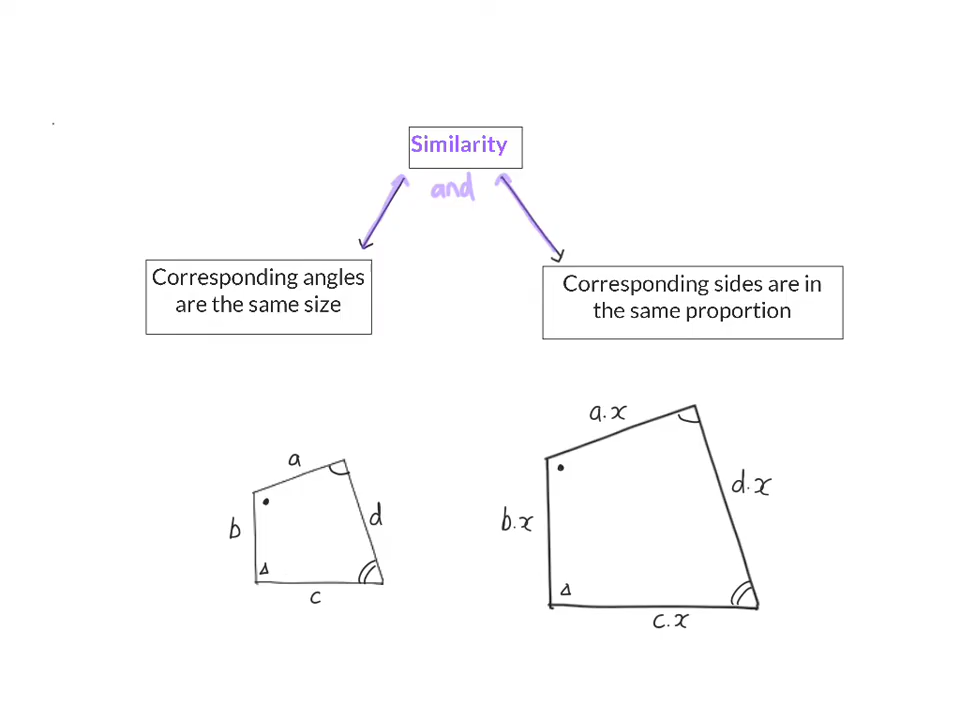 Similarity
and
Corresponding angles
are the same size
Corresponding sides are in
the same proportion
a
b
d
c
a.x
b.x
d.x
c.x